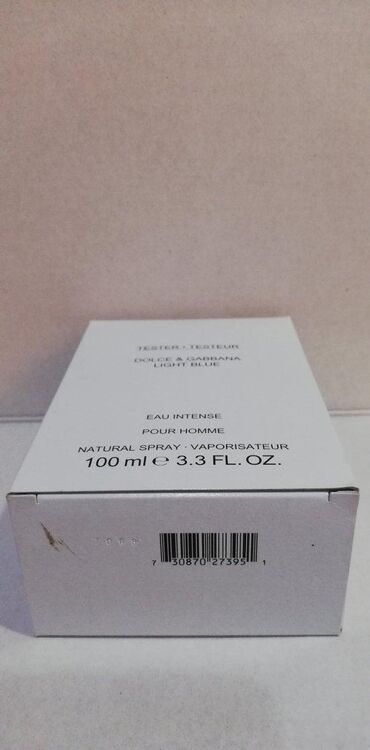 TESTER · TESTEUR
DOLCE & GABBANA
LIGHT BLUE
EAU INTENSE
POUR HOMME
NATURAL SPRAY · VAPORISATEUR
100 ml ℮ 3.3 FL. OZ.
7 30870 27395 1